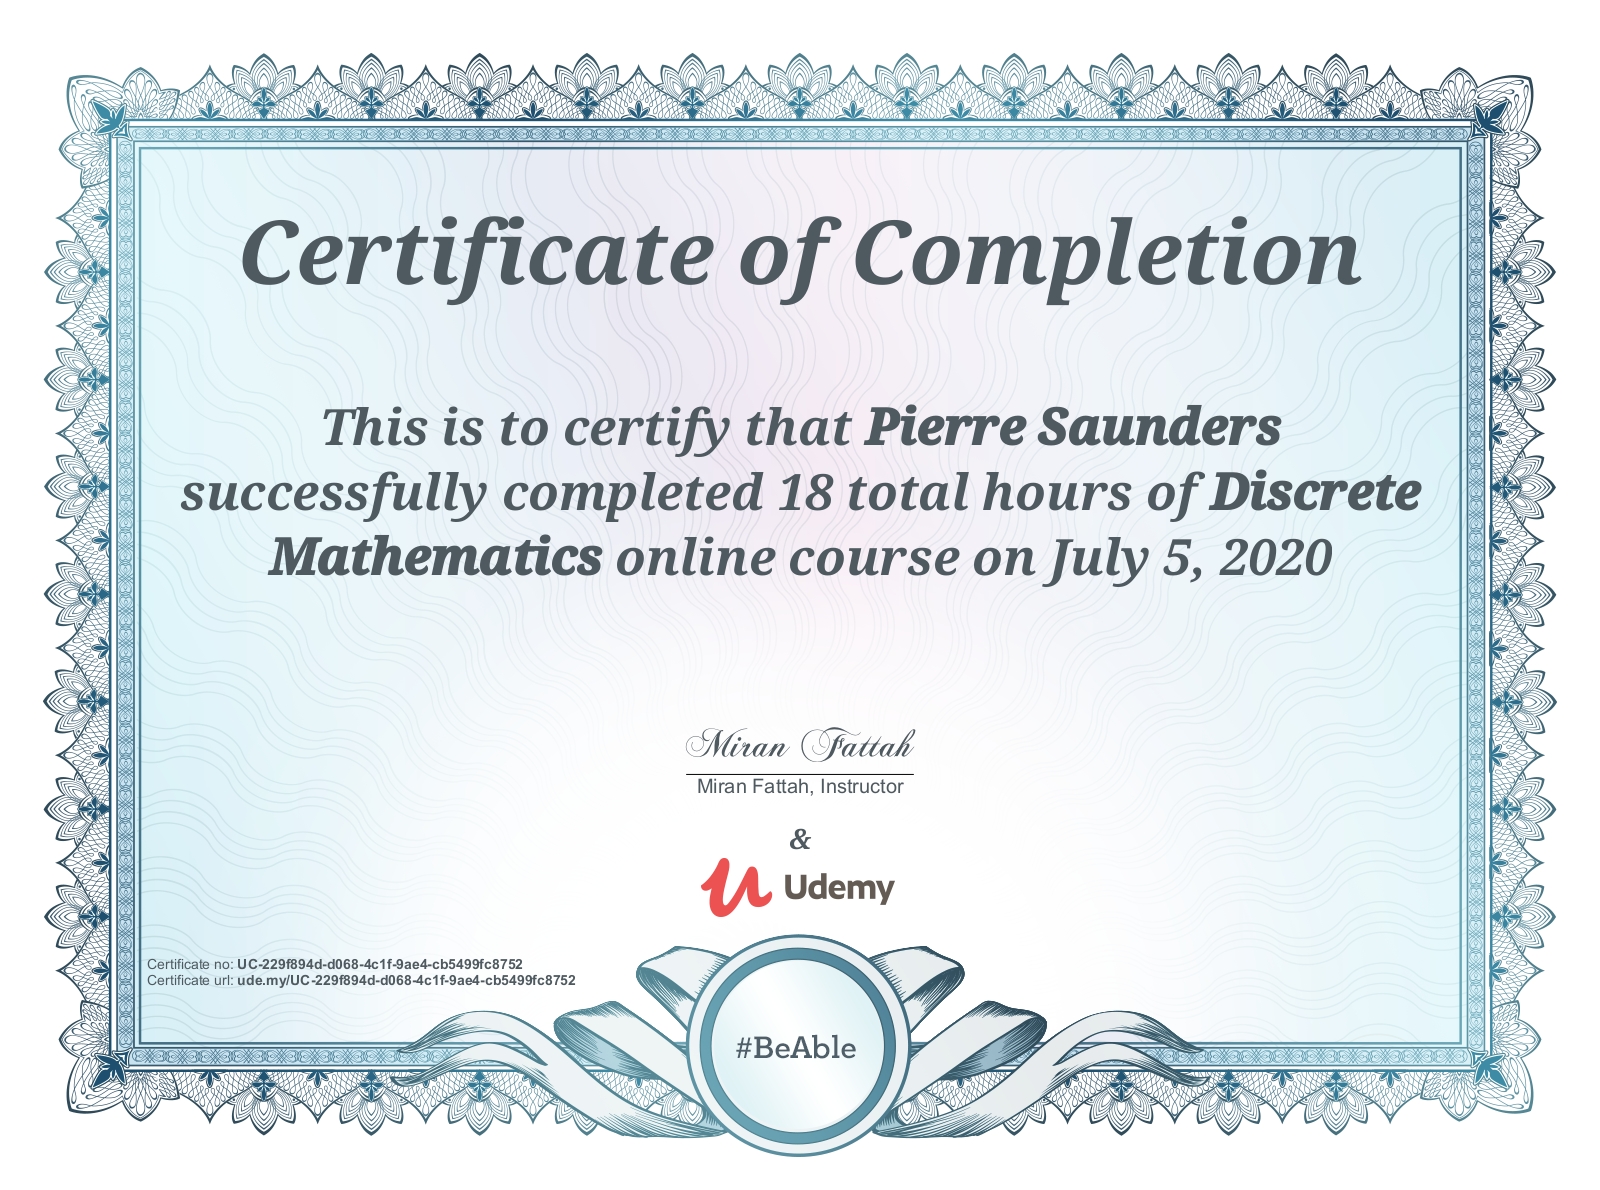 Certificate of Completion
This is to certify that Pierre Saunders
successfully completed 18 total hours of Discrete
Mathematics online course on July 5, 2020
Miran Fattah
Miran Fattah, Instructor
&
Udemy
Certificate no: UC-229f894d-d068-4c1f-9ae4-cb5499fc8752
Certificate url: ude.my/UC-229f894d-d068-4c1f-9ae4-cb5499fc8752
#BeAble